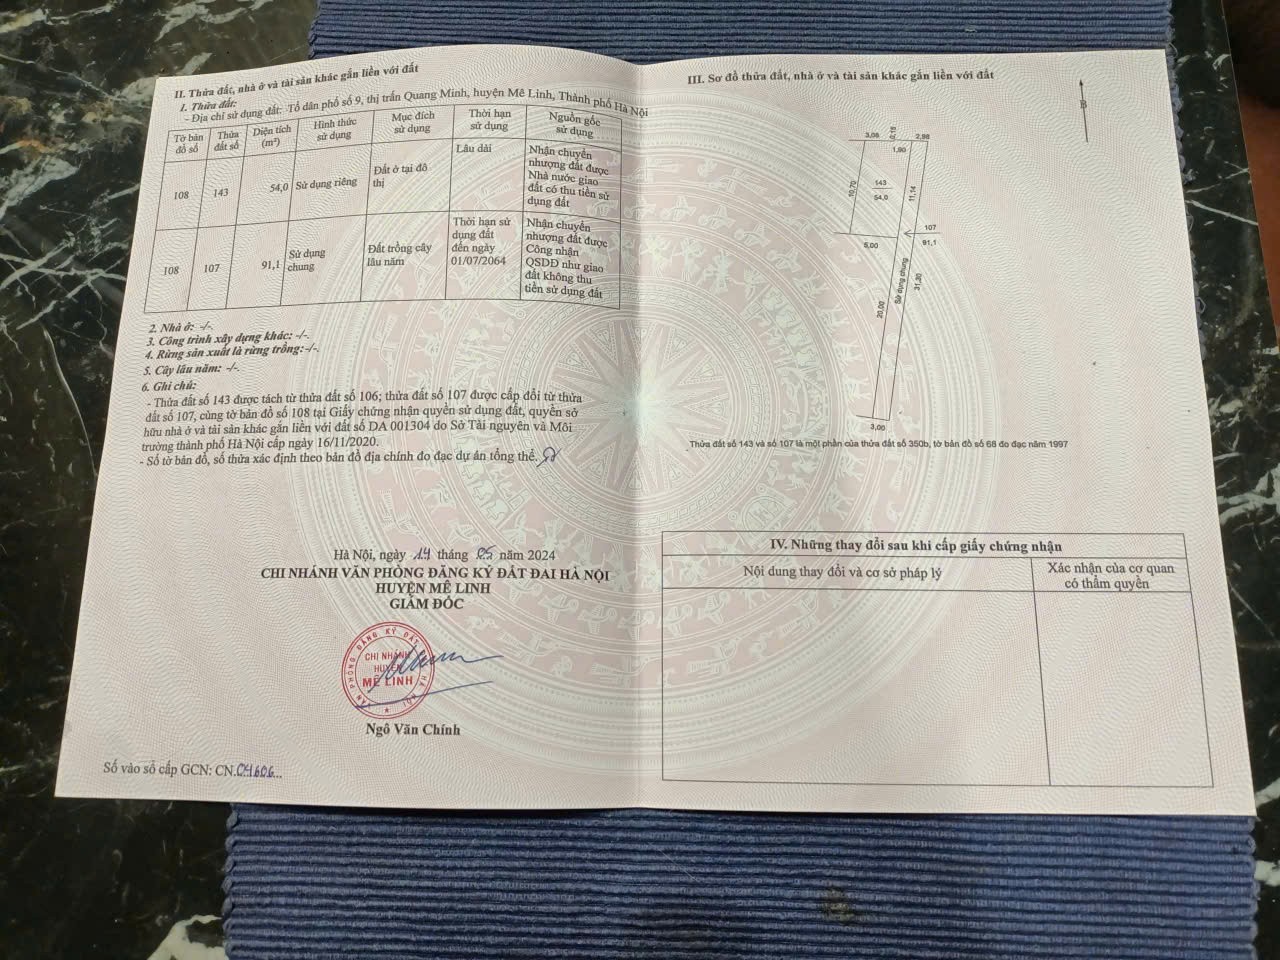 II. Thửa đất, nhà ở và tài sản khác gắn liền với đất
1. Thửa đất:
- Địa chỉ sử dụng đất: Tổ dân phố số 9, thị trấn Quang Minh, huyện Mê Linh, Thành phố Hà Nội
Tờ bản đồ số
Thửa đất số
Diện tích (m²)
Hình thức sử dụng
Mục đích sử dụng
Thời hạn sử dụng
Nguồn gốc sử dụng
108
143
54,0
Sử dụng riêng
Đất ở tại đô thị
Lâu dài
Nhận chuyển
nhượng đất được
Nhà nước giao
đất có thu tiền sử
dụng đất
108
107
91,1
Sử dụng
chung
Đất trồng cây
lâu năm
Thời hạn sử
dụng đất
đến ngày
01/07/2064
Nhận chuyển
nhượng đất được
Công nhận
QSDĐ như giao
đất không thu
tiền sử dụng đất
2. Nhà ở: -/-.
3. Công trình xây dựng khác: -/-.
4. Rừng sản xuất là rừng trồng: -/-.
5. Cây lâu năm: -/-.
6. Ghi chú:
- Thửa đất số 143 được tách từ thửa đất số 106; thửa đất số 107 được cấp đổi từ thửa
đất số 107, cùng tờ bản đồ số 108 tại Giấy chứng nhận quyền sử dụng đất, quyền sở
hữu nhà ở và tài sản khác gắn liền với đất số DA 001304 do Sở Tài nguyên và Môi
trường thành phố Hà Nội cấp ngày 16/11/2020.
- Số tờ bản đồ, số thửa xác định theo bản đồ địa chính đo đạc dự án tổng thể.
Hà Nội, ngày 14 tháng 05 năm 2024
CHI NHÁNH VĂN PHÒNG ĐĂNG KÝ ĐẤT ĐAI HÀ NỘI
HUYỆN MÊ LINH
GIÁM ĐỐC
VĂN PHÒNG ĐĂNG KÝ ĐẤT HÀ NỘI
CHI NHÁNH
HUYỆN
MÊ LINH
Ngô Văn Chính
Số vào sổ cấp GCN: CN.04606...
III. Sơ đồ thửa đất, nhà ở và tài sản khác gắn liền với đất
B
3,08
0,18
2,98
1,90
10,70
143
54,0
11,14
107
91,1
5,00
Sử dụng chung
31,20
20,00
3,00
Thửa đất số 143 và số 107 là một phần của thửa đất số 350b, tờ bản đồ số 68 đo đạc năm 1997
IV. Những thay đổi sau khi cấp giấy chứng nhận
Nội dung thay đổi và cơ sở pháp lý
Xác nhận của cơ quan
có thẩm quyền